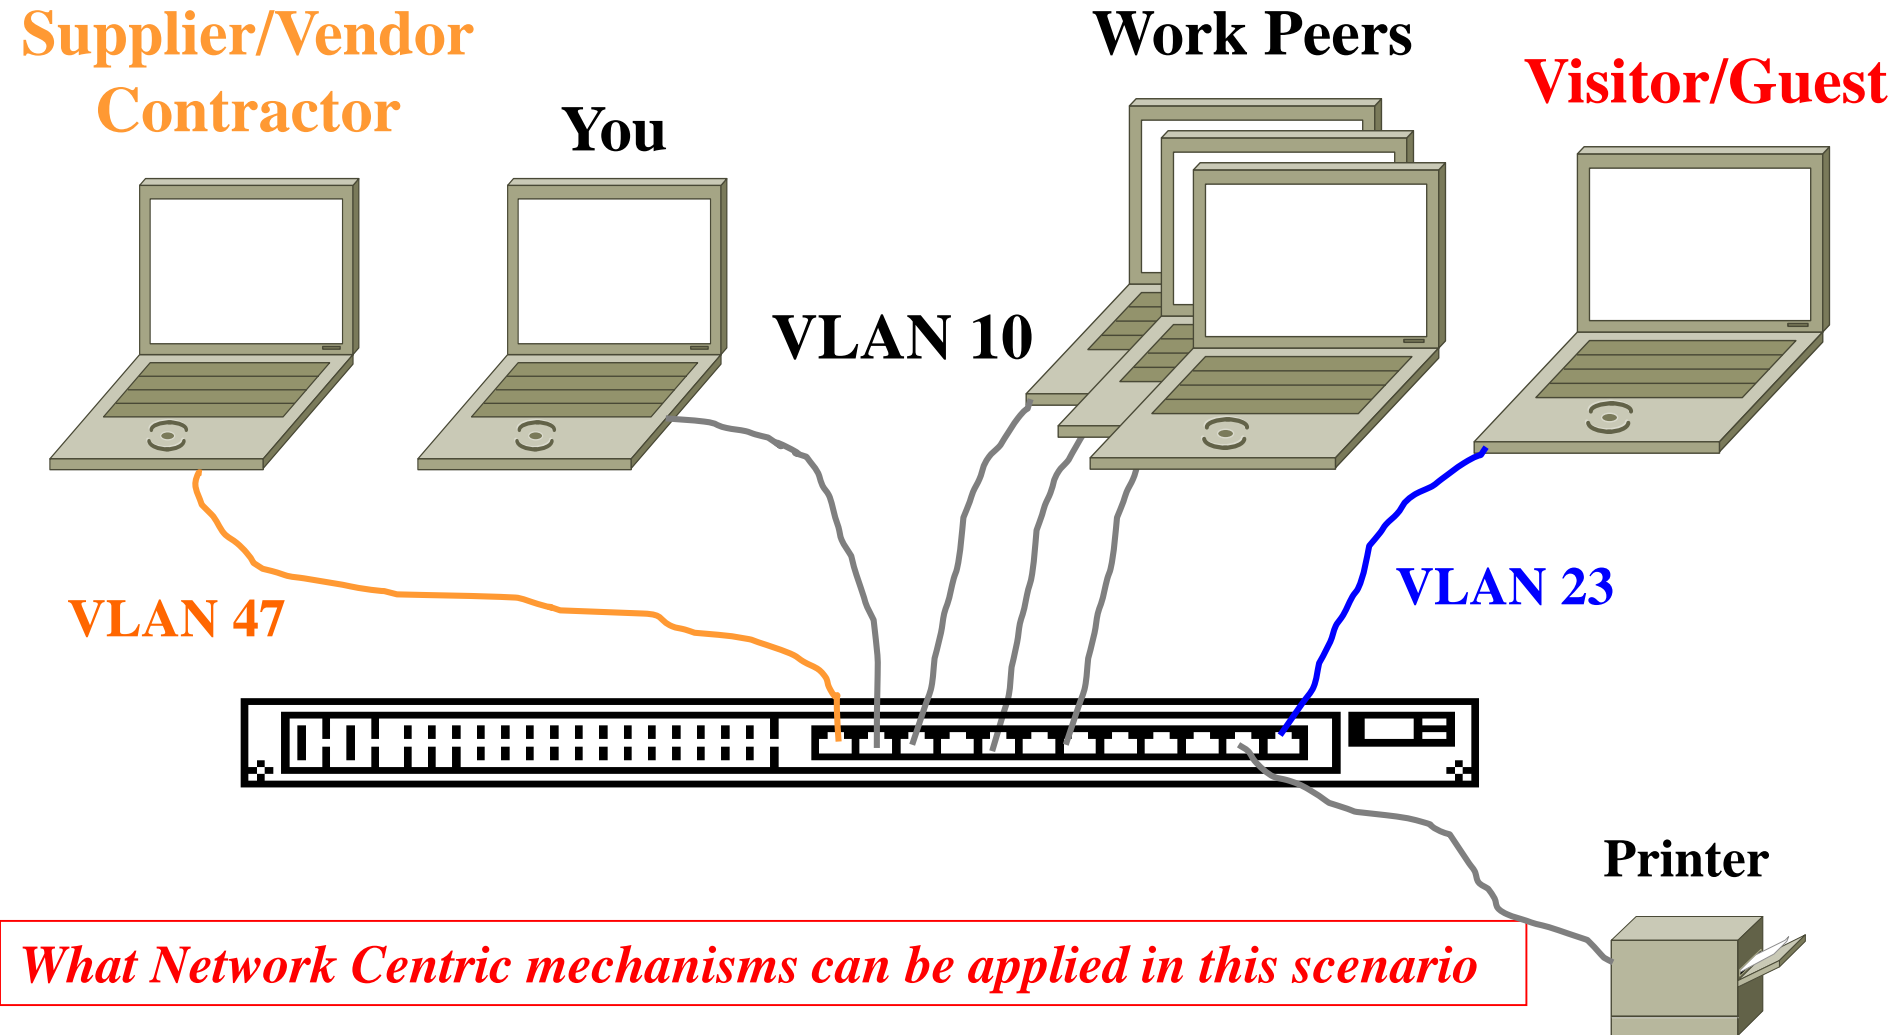 Supplier/Vendor
Contractor
You
Work Peers
Visitor/Guest
VLAN 10
VLAN 47
VLAN 23
Printer
What Network Centric mechanisms can be applied in this scenario